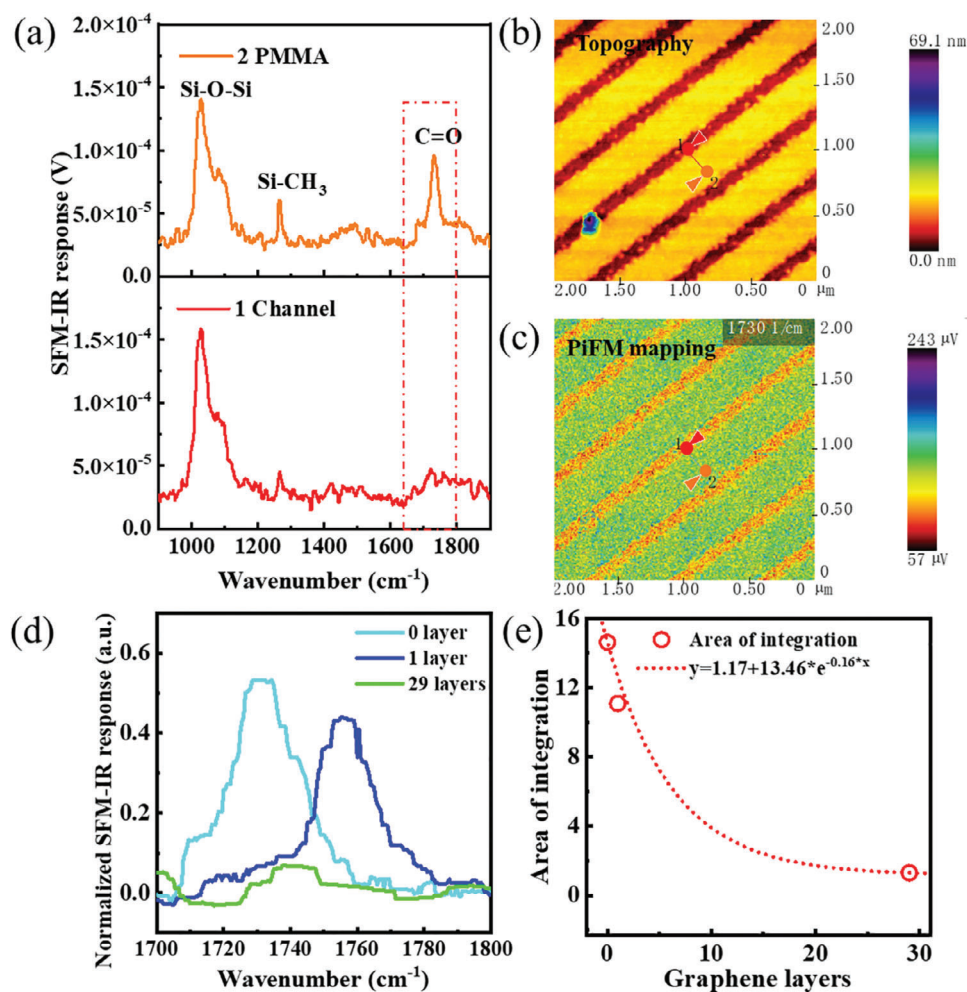 (a)
2.0×10⁻⁴
2 PMMA
Si-O-Si
1.5×10⁻⁴
C=O
1.0×10⁻⁴
Si-CH₃
5.0×10⁻⁵
0.0
1 Channel
1.5×10⁻⁴
1.0×10⁻⁴
5.0×10⁻⁵
0.0
1000 1200 1400 1600 1800
Wavenumber (cm⁻¹)
SFM-IR response (V)
(b)
Topography
1
2
2.00
1.50
1.00
0.50
0
2.00 1.50 1.00 0.50 0 μm
69.1 nm
0.0 nm
(c)
1730 1/cm
PiFM mapping
1
2
2.00
1.50
1.00
0.50
0
2.00 1.50 1.00 0.50 0 μm
243 μV
57 μV
(d)
0 layer
1 layer
29 layers
0.6
0.4
0.2
0.0
1700 1720 1740 1760 1780 1800
Wavenumber (cm⁻¹)
Normalized SFM-IR response (a.u.)
(e)
Area of integration
y=1.17+13.46*e⁻⁰·¹⁶*ˣ
16
12
8
4
0
0 10 20 30
Graphene layers
Area of integration